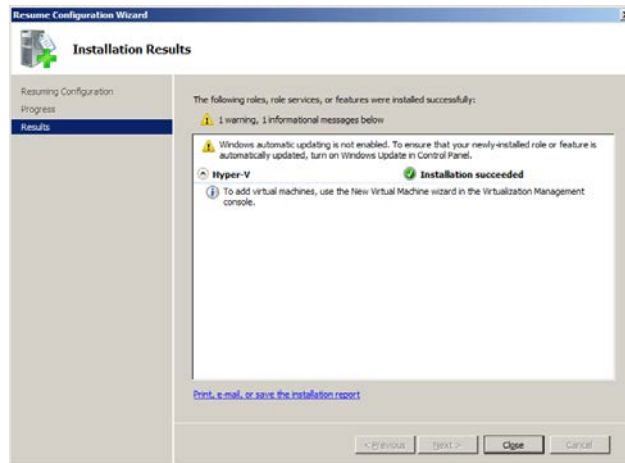 Resume Configuration Wizard
Installation Results
Resuming Configuration
Progress
Results
The following roles, role services, or features were installed successfully:
1 warning, 1 informational messages below
Windows automatic updating is not enabled. To ensure that your newly-installed role or feature is
automatically updated, turn on Windows Update in Control Panel.
Hyper-V
Installation succeeded
To add virtual machines, use the New Virtual Machine wizard in the Virtualization Management
console.
Print, e-mail, or save the installation report
< Previous
Next >
Close
Cancel